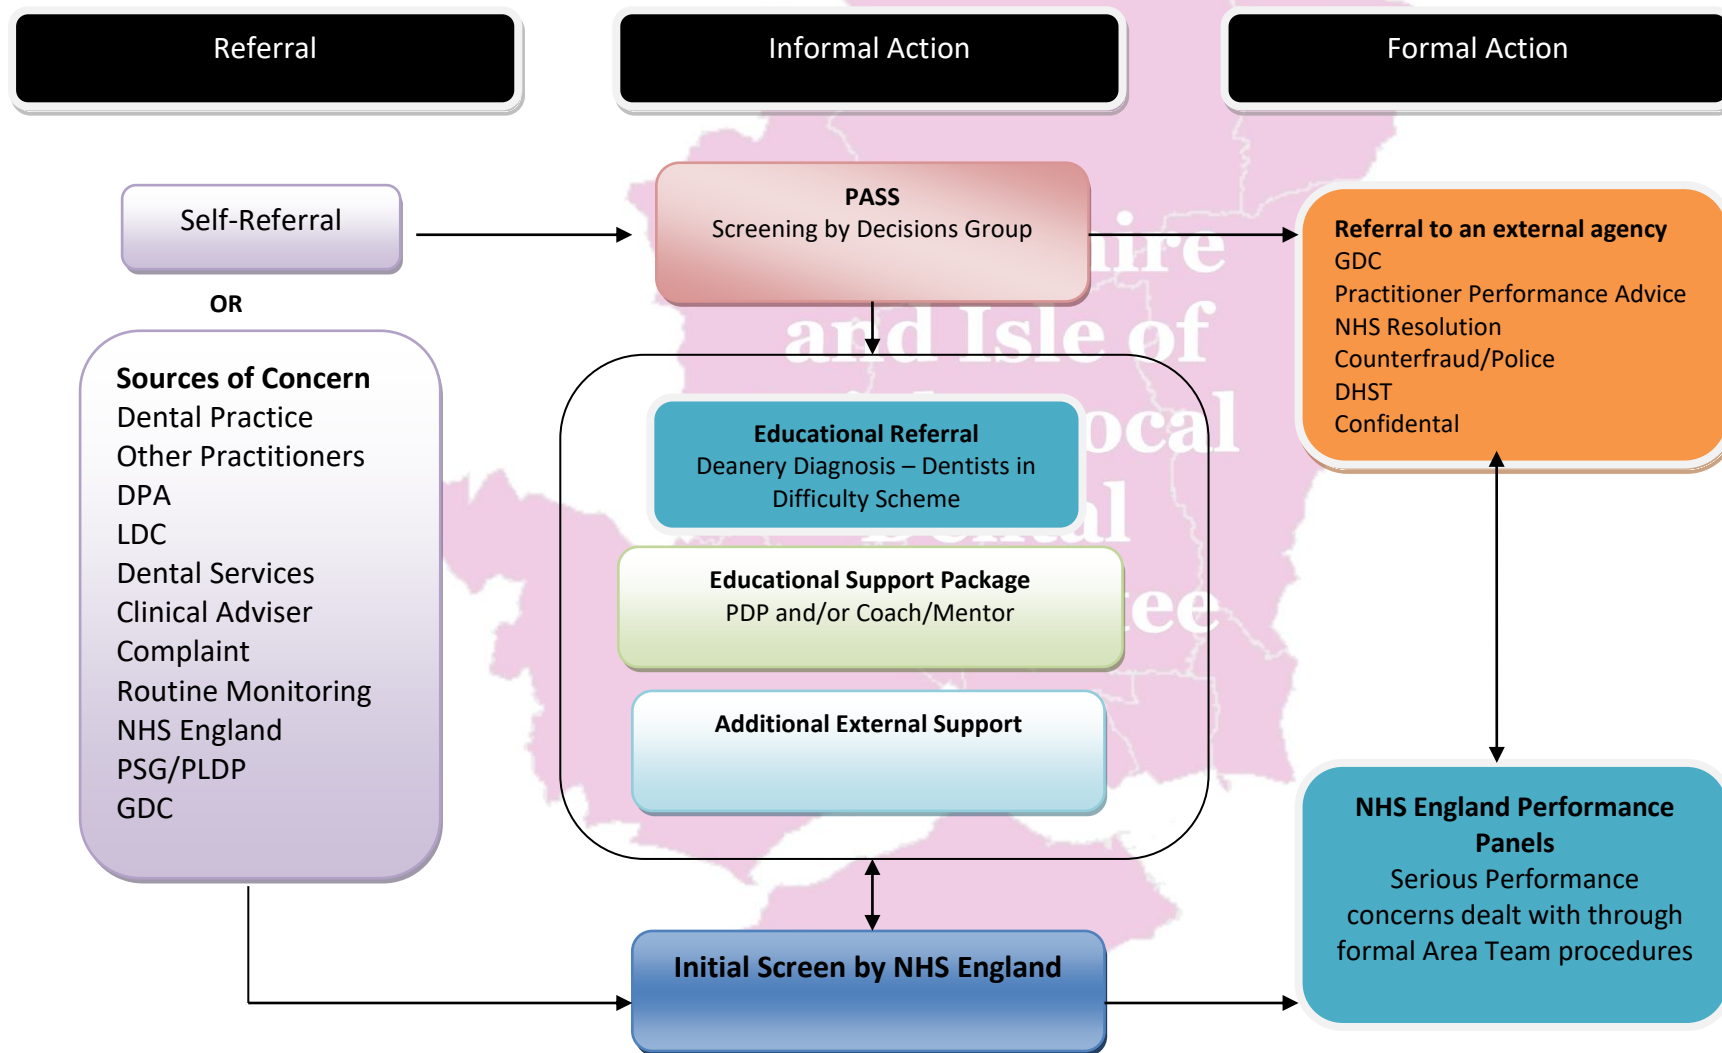 Referral
Informal Action
Formal Action
Self-Referral
OR
Sources of Concern
Dental Practice
Other Practitioners
DPA
LDC
Dental Services
Clinical Adviser
Complaint
Routine Monitoring
NHS England
PSG/PLDP
GDC
PASS
Screening by Decisions Group
Educational Referral
Deanery Diagnosis – Dentists in
Difficulty Scheme
Educational Support Package
PDP and/or Coach/Mentor
Additional External Support
Initial Screen by NHS England
Referral to an external agency
GDC
Practitioner Performance Advice
NHS Resolution
Counterfraud/Police
DHST
Confidental
NHS England Performance
Panels
Serious Performance
concerns dealt with through
formal Area Team procedures
and Isle of